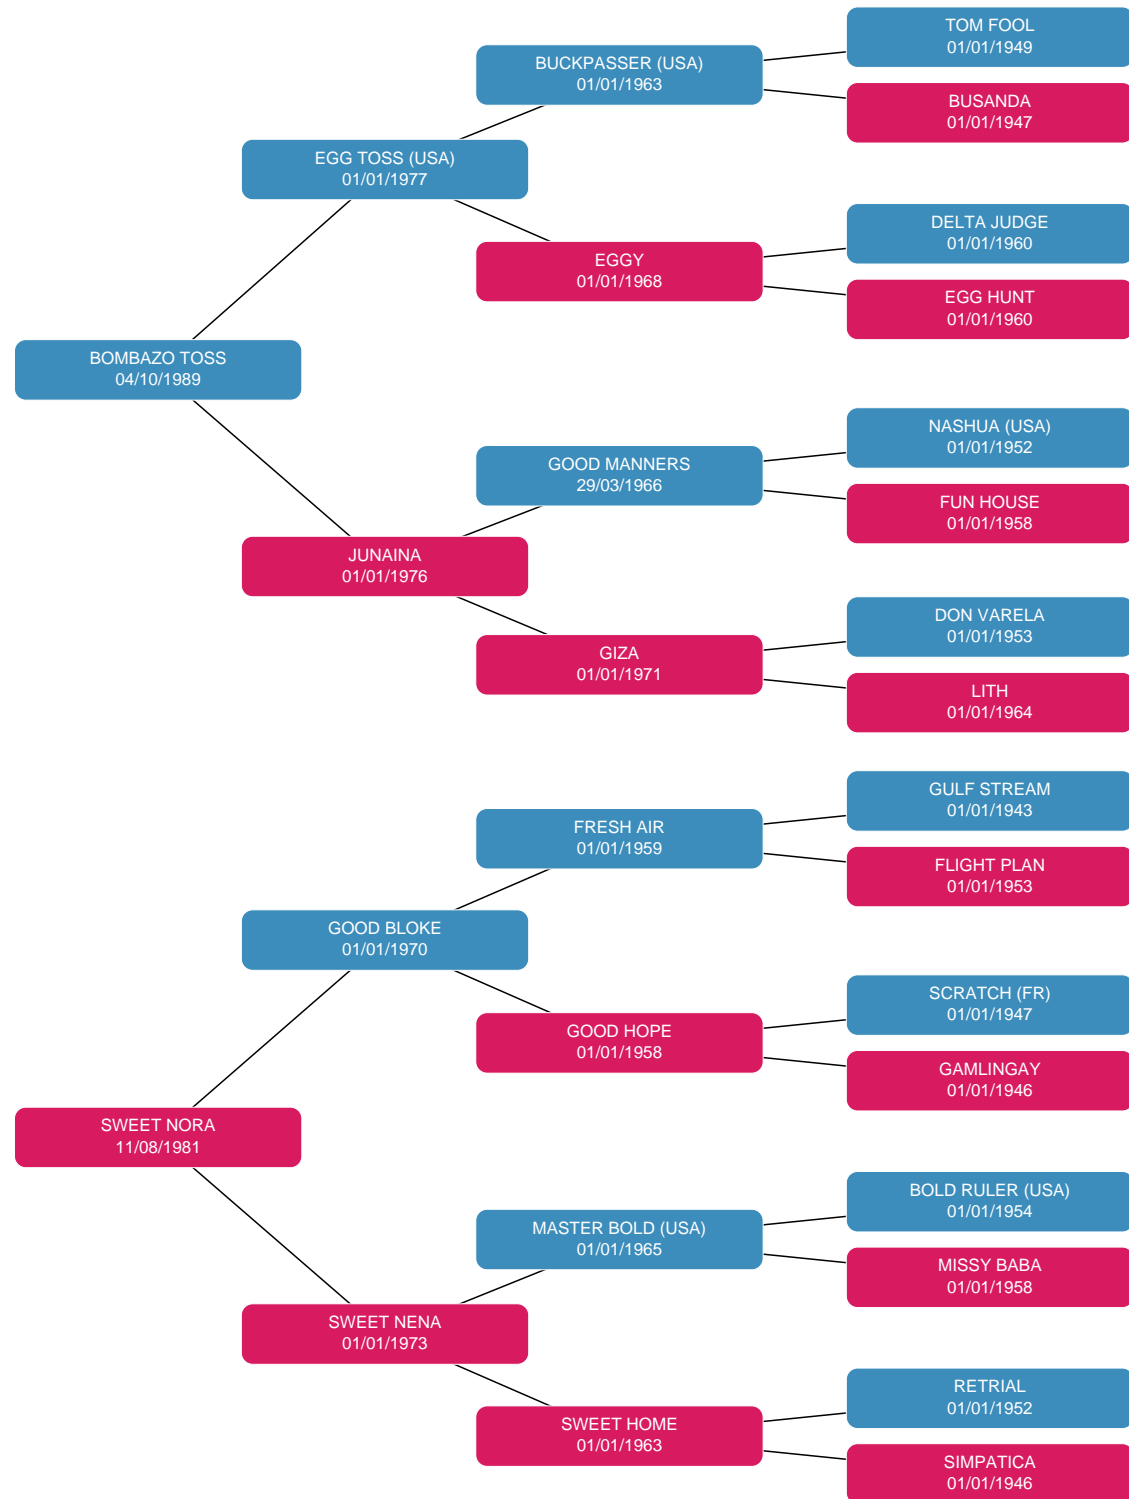 TOM FOOL
01/01/1949
BUCKPASSER (USA)
01/01/1963
BUSANDA
01/01/1947
EGG TOSS (USA)
01/01/1977
DELTA JUDGE
01/01/1960
EGGY
01/01/1968
EGG HUNT
01/01/1960
BOMBAZO TOSS
04/10/1989
NASHUA (USA)
01/01/1952
GOOD MANNERS
29/03/1966
FUN HOUSE
01/01/1958
JUNAINA
01/01/1976
DON VARELA
01/01/1953
GIZA
01/01/1971
LITH
01/01/1964
GULF STREAM
01/01/1943
FRESH AIR
01/01/1959
FLIGHT PLAN
01/01/1953
GOOD BLOKE
01/01/1970
SCRATCH (FR)
01/01/1947
GOOD HOPE
01/01/1958
GAMLINGAY
01/01/1946
SWEET NORA
11/08/1981
BOLD RULER (USA)
01/01/1954
MASTER BOLD (USA)
01/01/1965
MISSY BABA
01/01/1958
SWEET NENA
01/01/1973
RETRIAL
01/01/1952
SWEET HOME
01/01/1963
SIMPATICA
01/01/1946